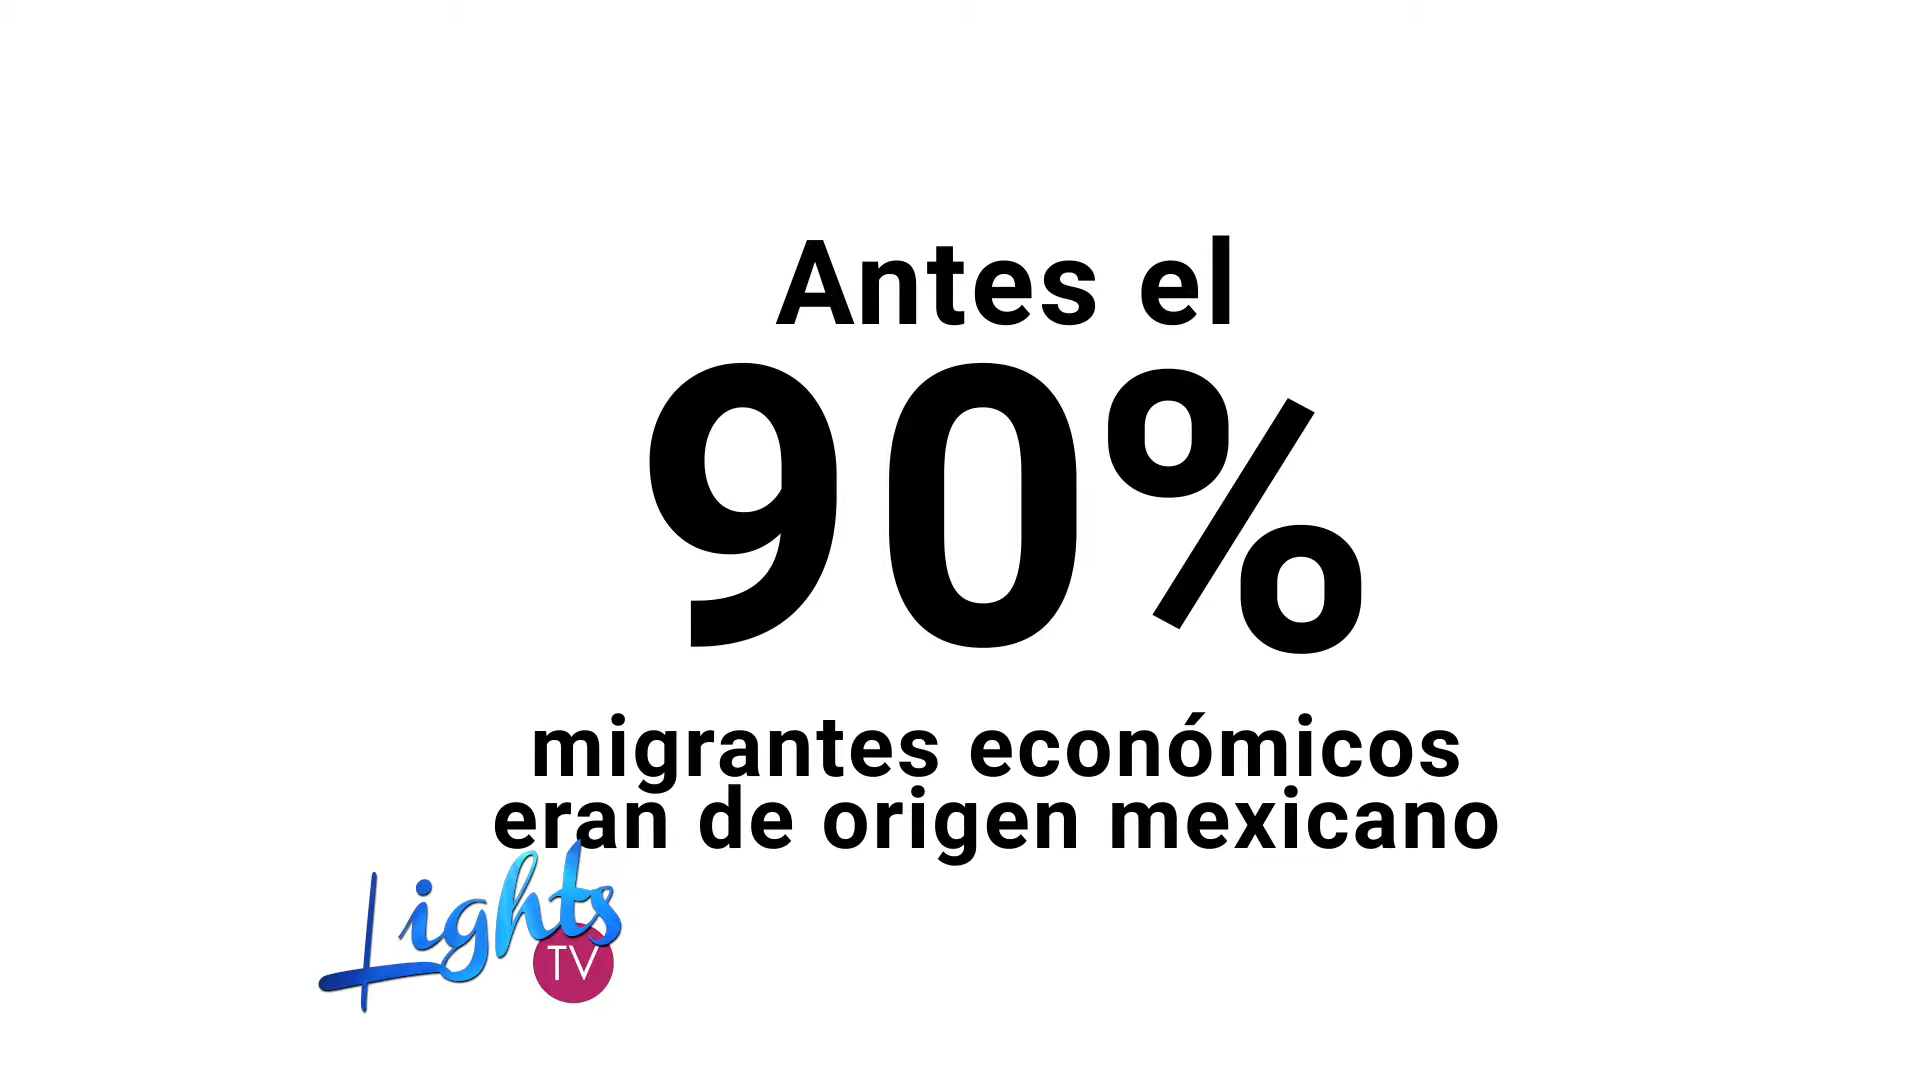 Antes el
90%
migrantes económicos
eran de origen mexicano
Lights
TV